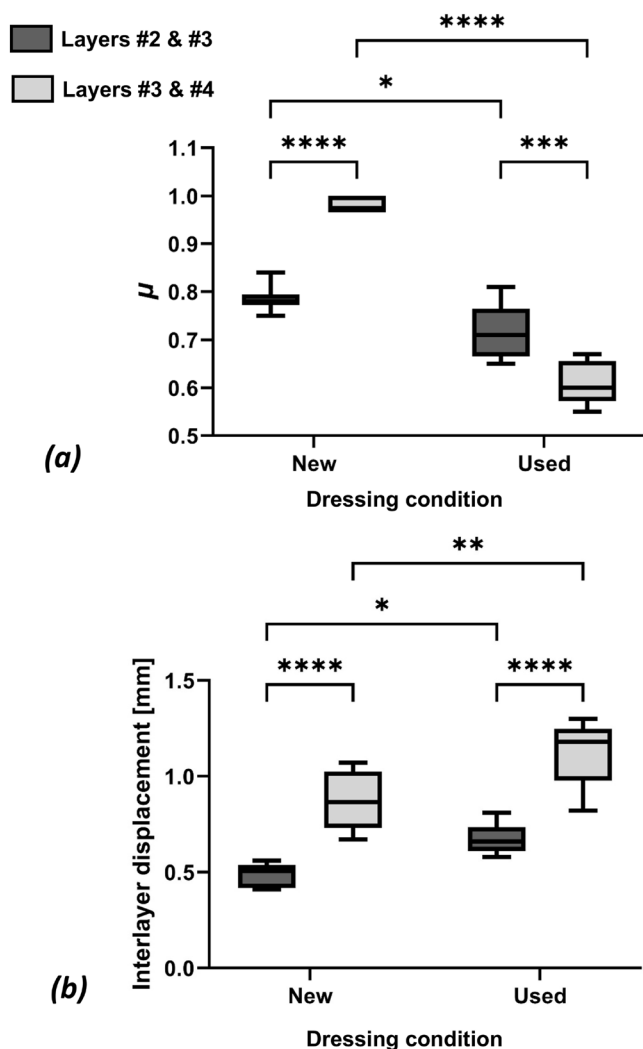 Layers #2 & #3
Layers #3 & #4
****
*
**** ***
1.1
1.0
0.9
0.8
0.7
0.6
0.5
μ
New Used
Dressing condition
(a)
**
*
**** ****
1.5
1.0
0.5
0.0
Interlayer displacement [mm]
New Used
Dressing condition
(b)